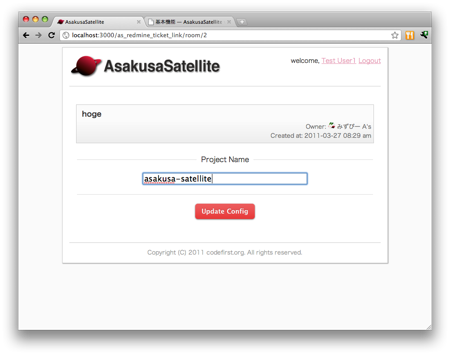 AsakusaSatellite
基本機能 — AsakusaSatellite
localhost:3000/as_redmine_ticket_link/room/2
AsakusaSatellite
welcome, Test User1 Logout
hoge
Owner: みずぴー A's
Created at: 2011-03-27 08:29 am
Project Name
asakusa-satellite
Update Config
Copyright (C) 2011 codefirst.org. All rights reserved.